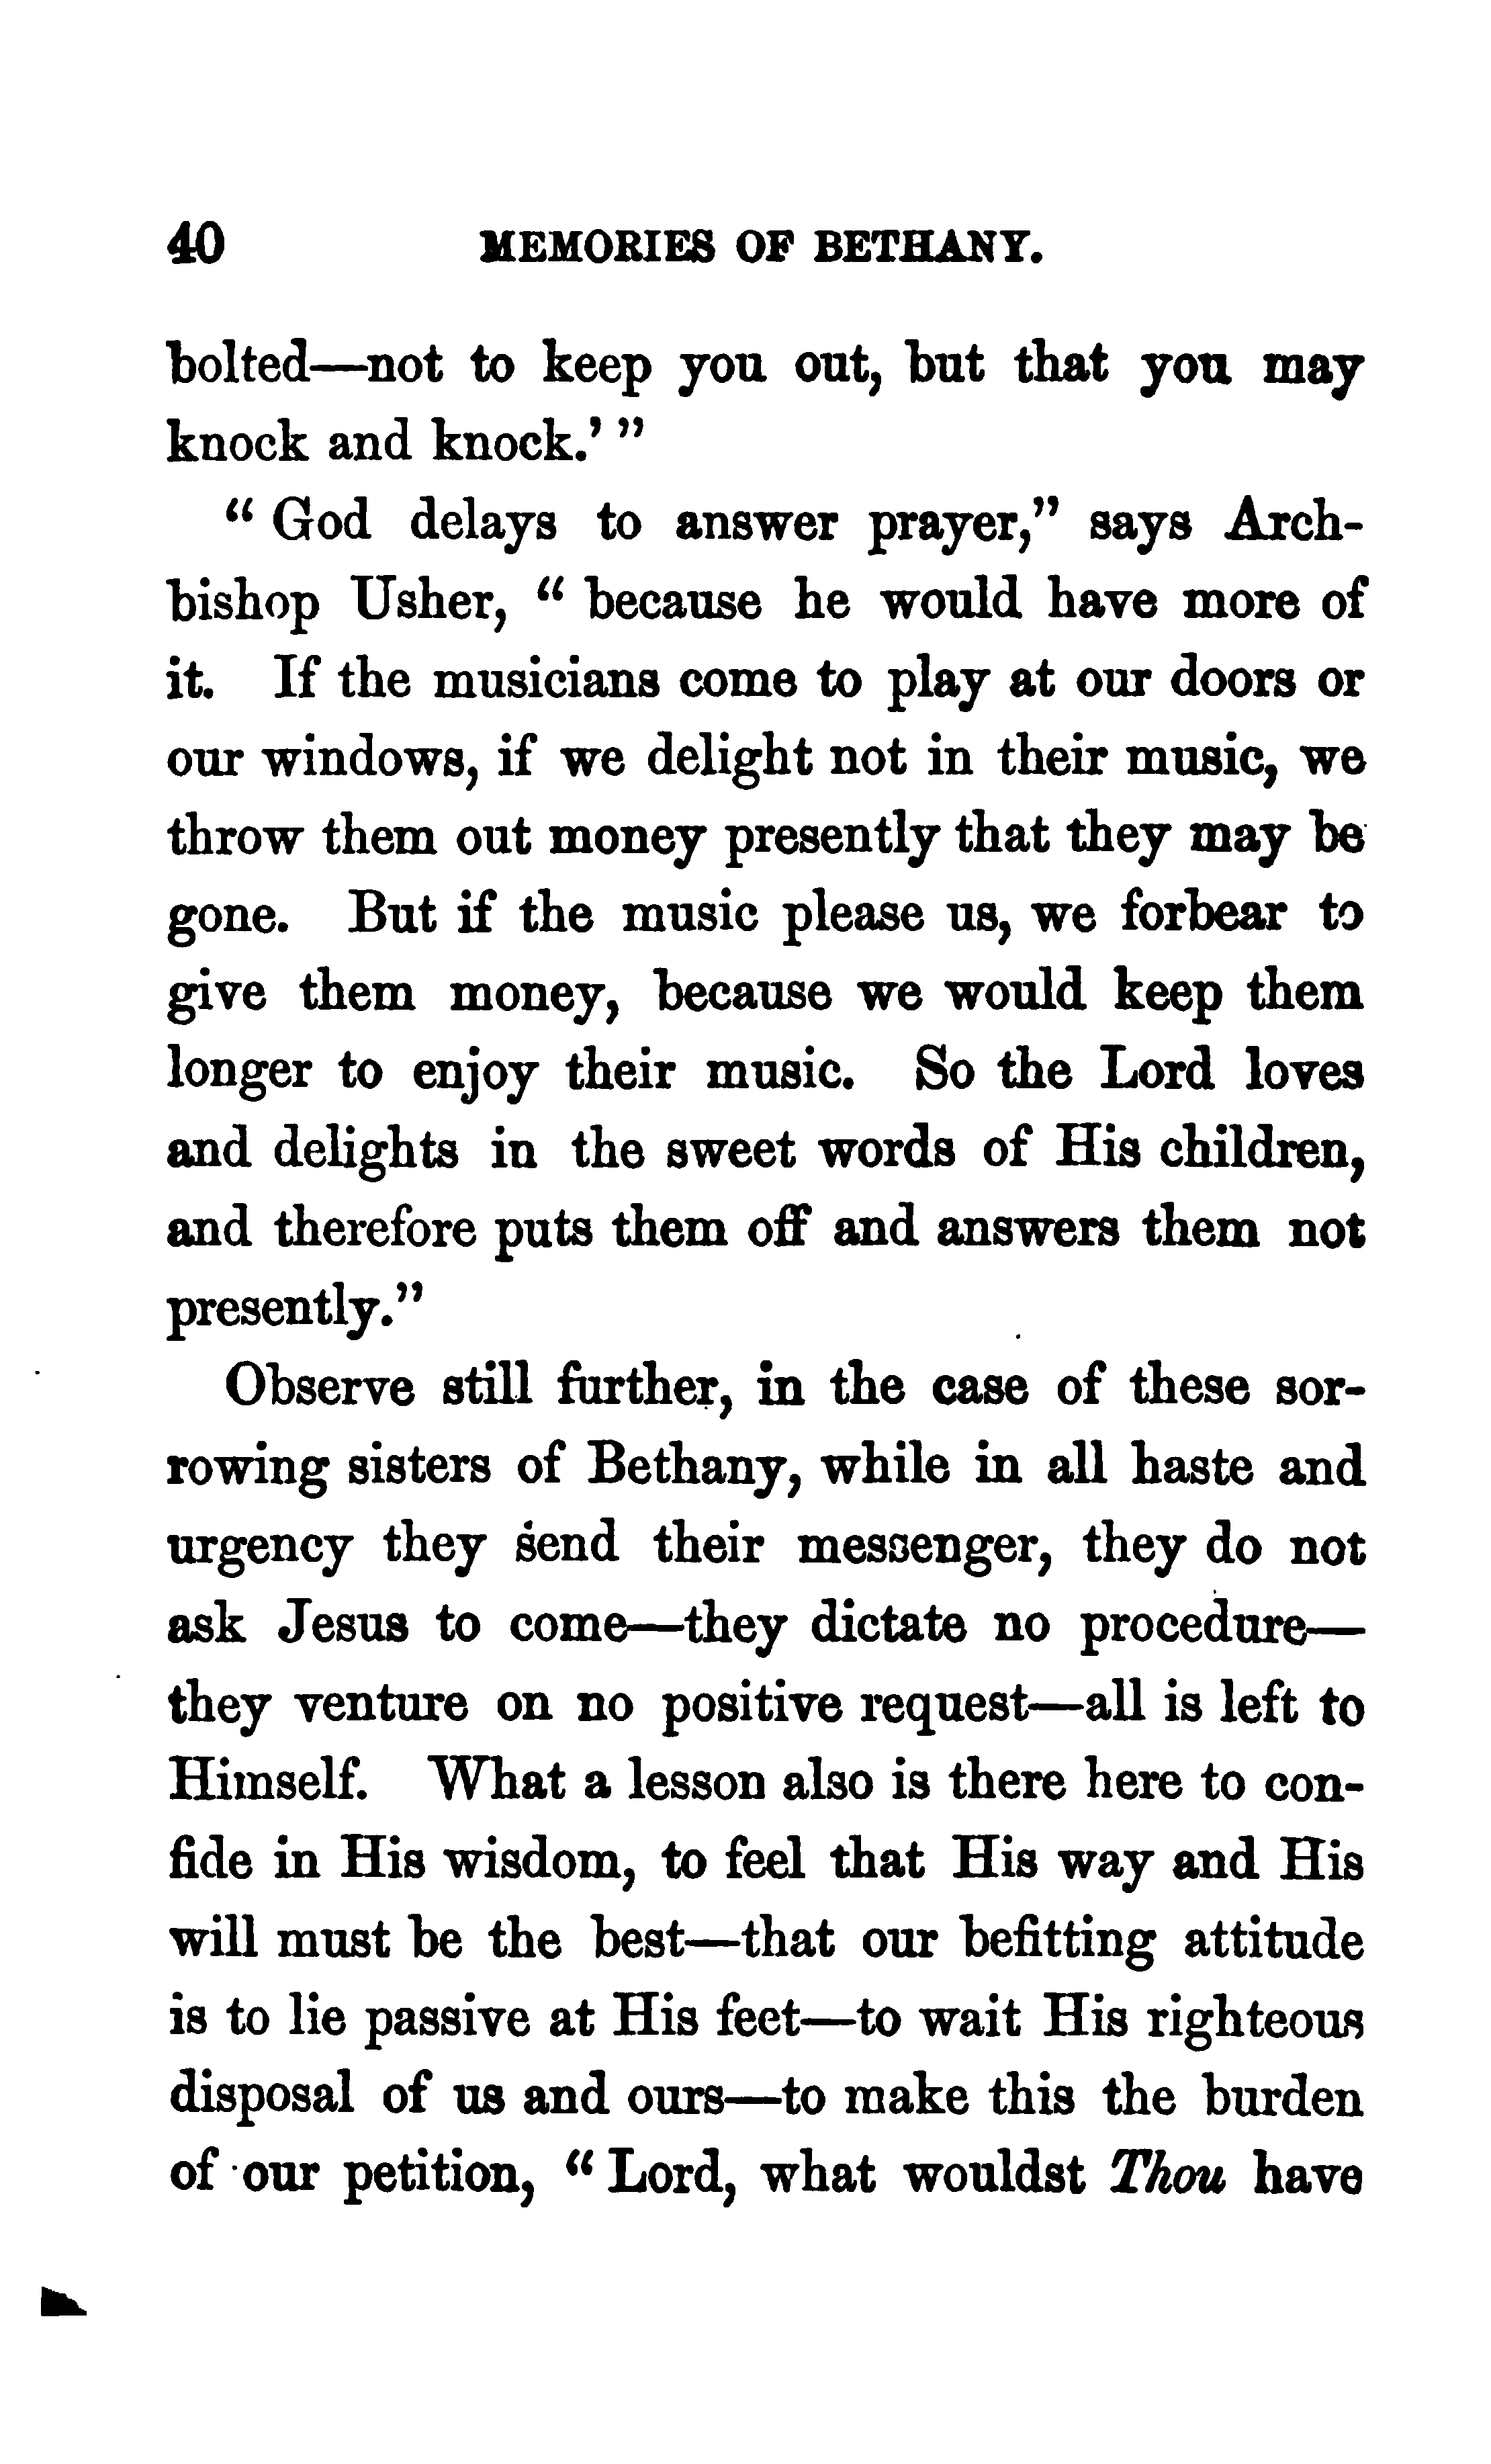 40 MEMORIES OF BETHANY.
bolted—not to keep you out, but that you may
knock and knock.' "
" God delays to answer prayer," says Arch-
bishop Usher, " because he would have more of
it. If the musicians come to play at our doors or
our windows, if we delight not in their music, we
throw them out money presently that they may be
gone. But if the music please us, we forbear to
give them money, because we would keep them
longer to enjoy their music. So the Lord loves
and delights in the sweet words of His children,
and therefore puts them off and answers them not
presently."
Observe still further, in the case of these sor-
rowing sisters of Bethany, while in all haste and
urgency they send their messenger, they do not
ask Jesus to come—they dictate no procedure—
they venture on no positive request—all is left to
Himself. What a lesson also is there here to con-
fide in His wisdom, to feel that His way and His
will must be the best—that our befitting attitude
is to lie passive at His feet—to wait His righteous
disposal of us and ours—to make this the burden
of our petition, " Lord, what wouldst Thou have